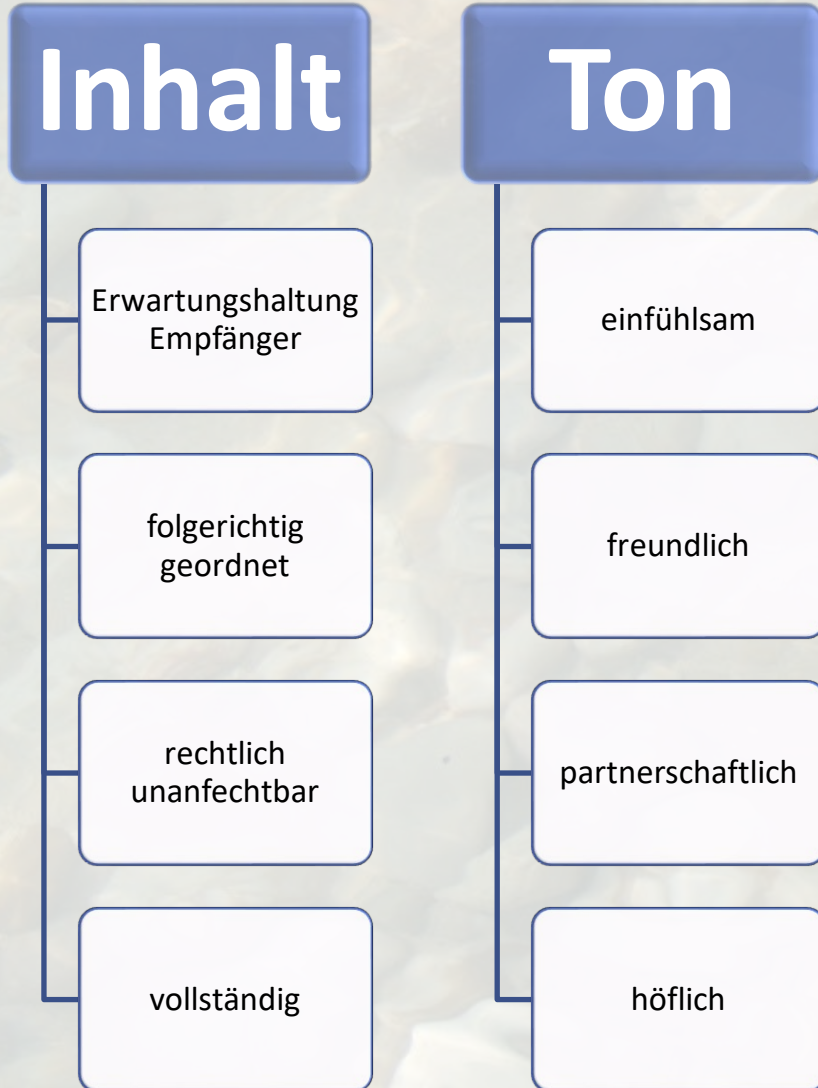 Inhalt
Erwartungshaltung
Empfänger
folgerichtig
geordnet
rechtlich
unanfechtbar
vollständig
Ton
einfühlsam
freundlich
partnerschaftlich
höflich